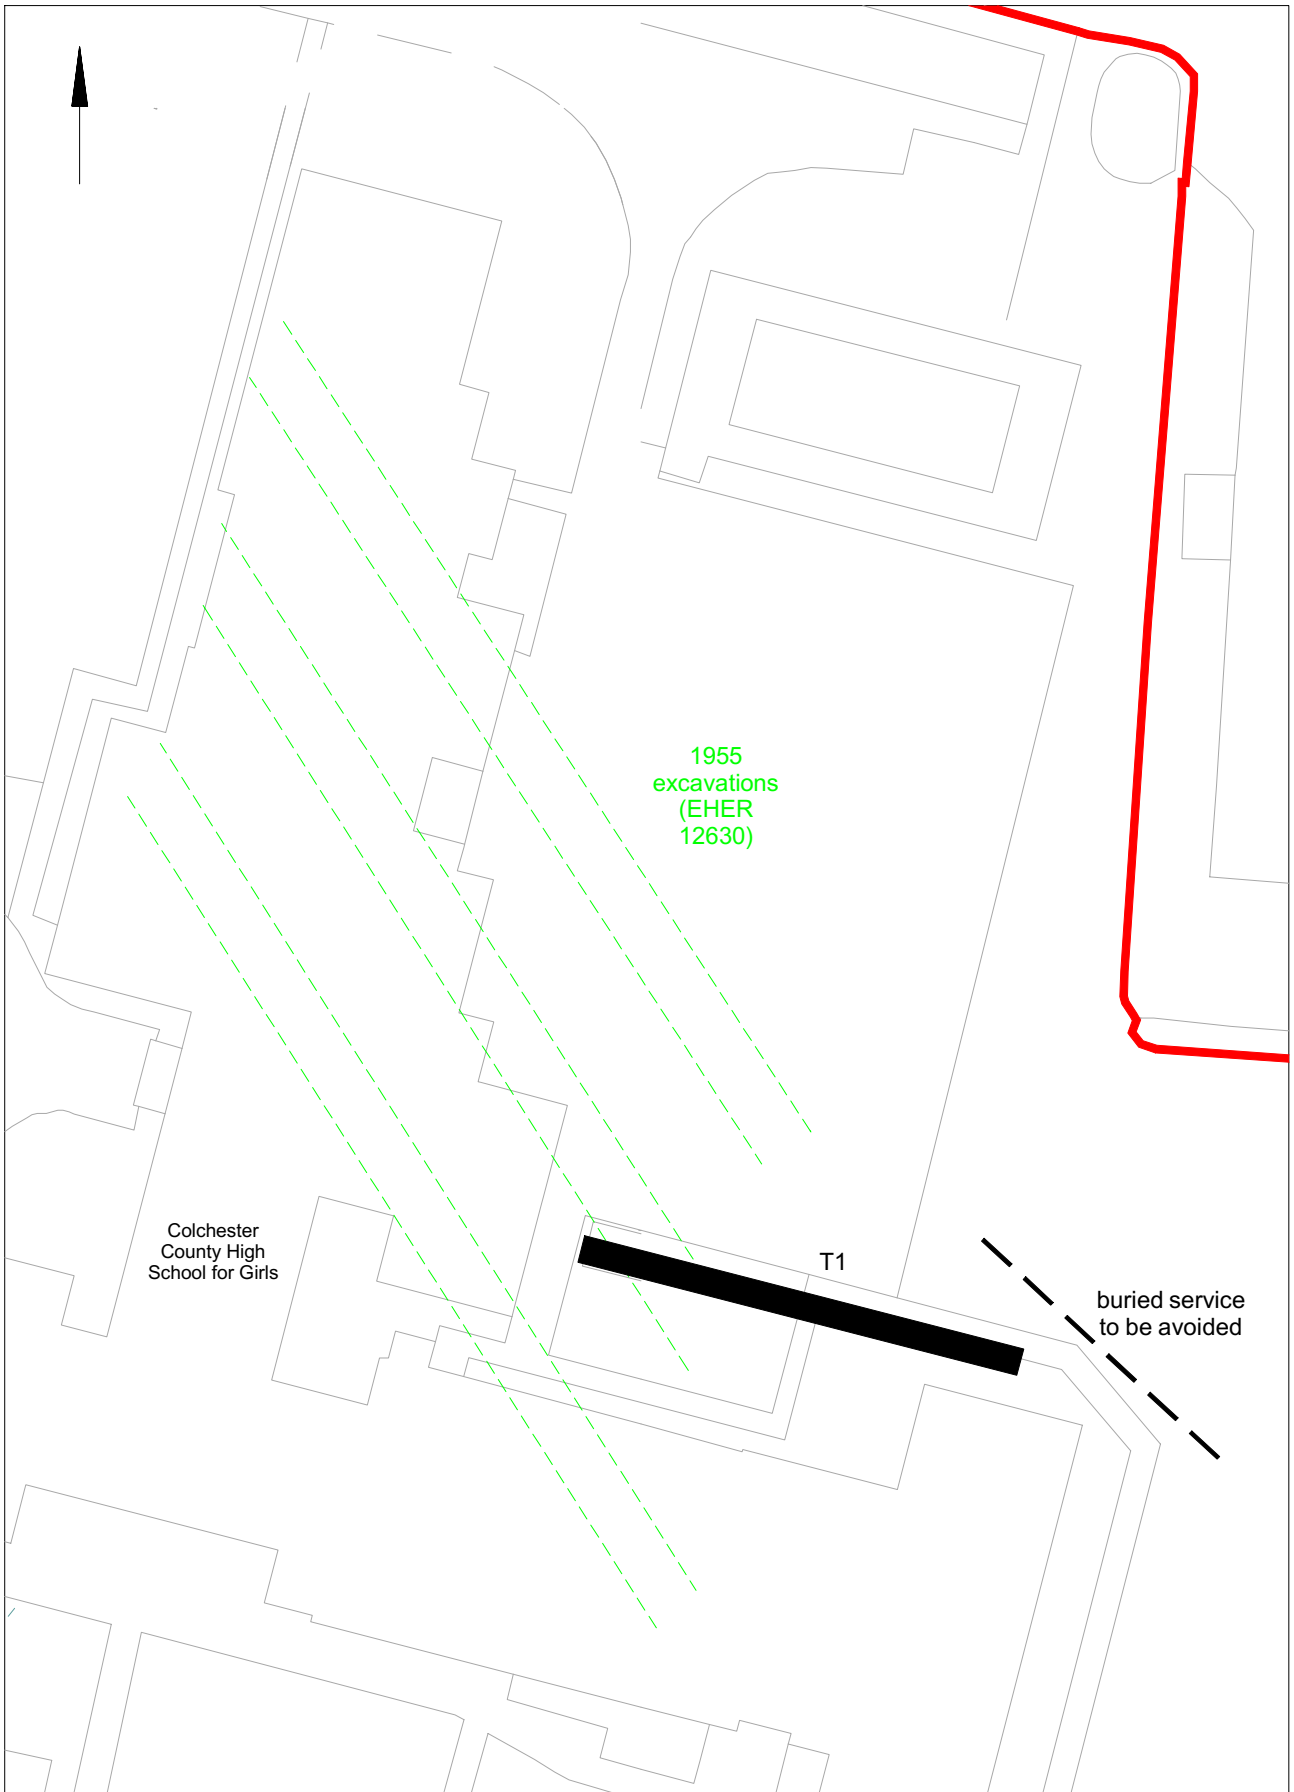 1955
excavations
(EHER
12630)
Colchester
County High
School for Girls
T1
buried service
to be avoided